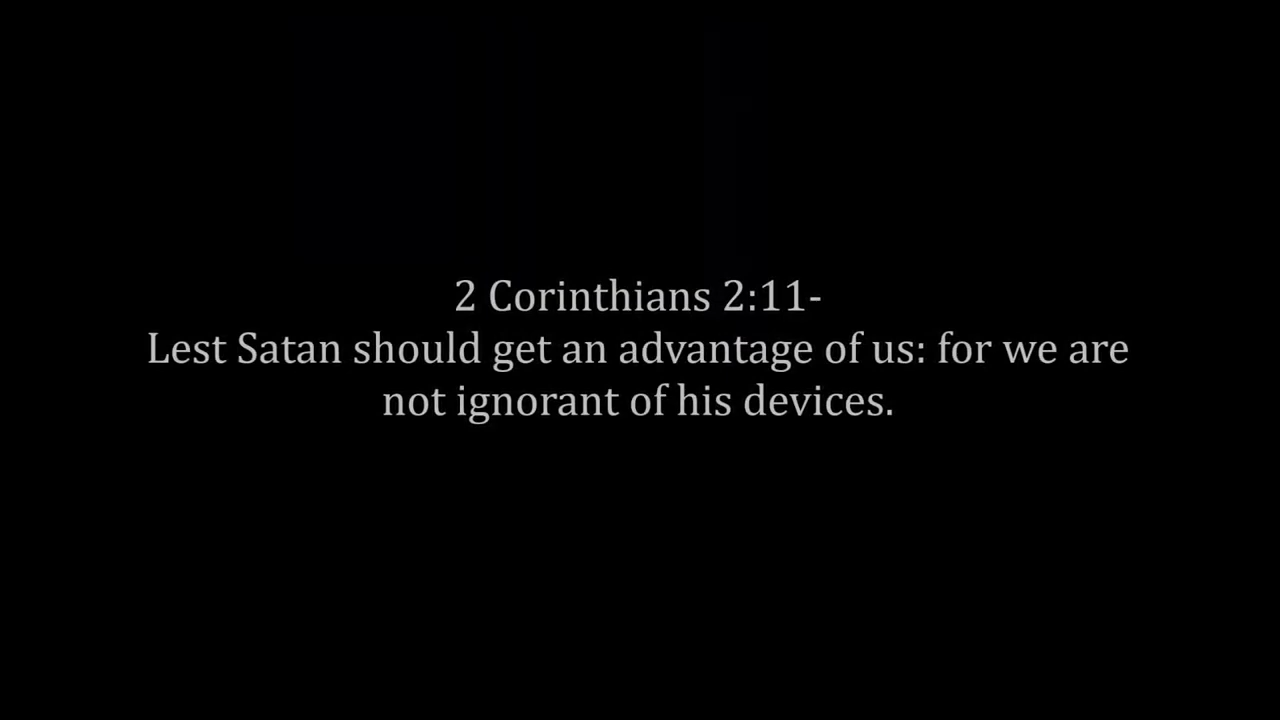 2 Corinthians 2:11-
Lest Satan should get an advantage of us: for we are
not ignorant of his devices.